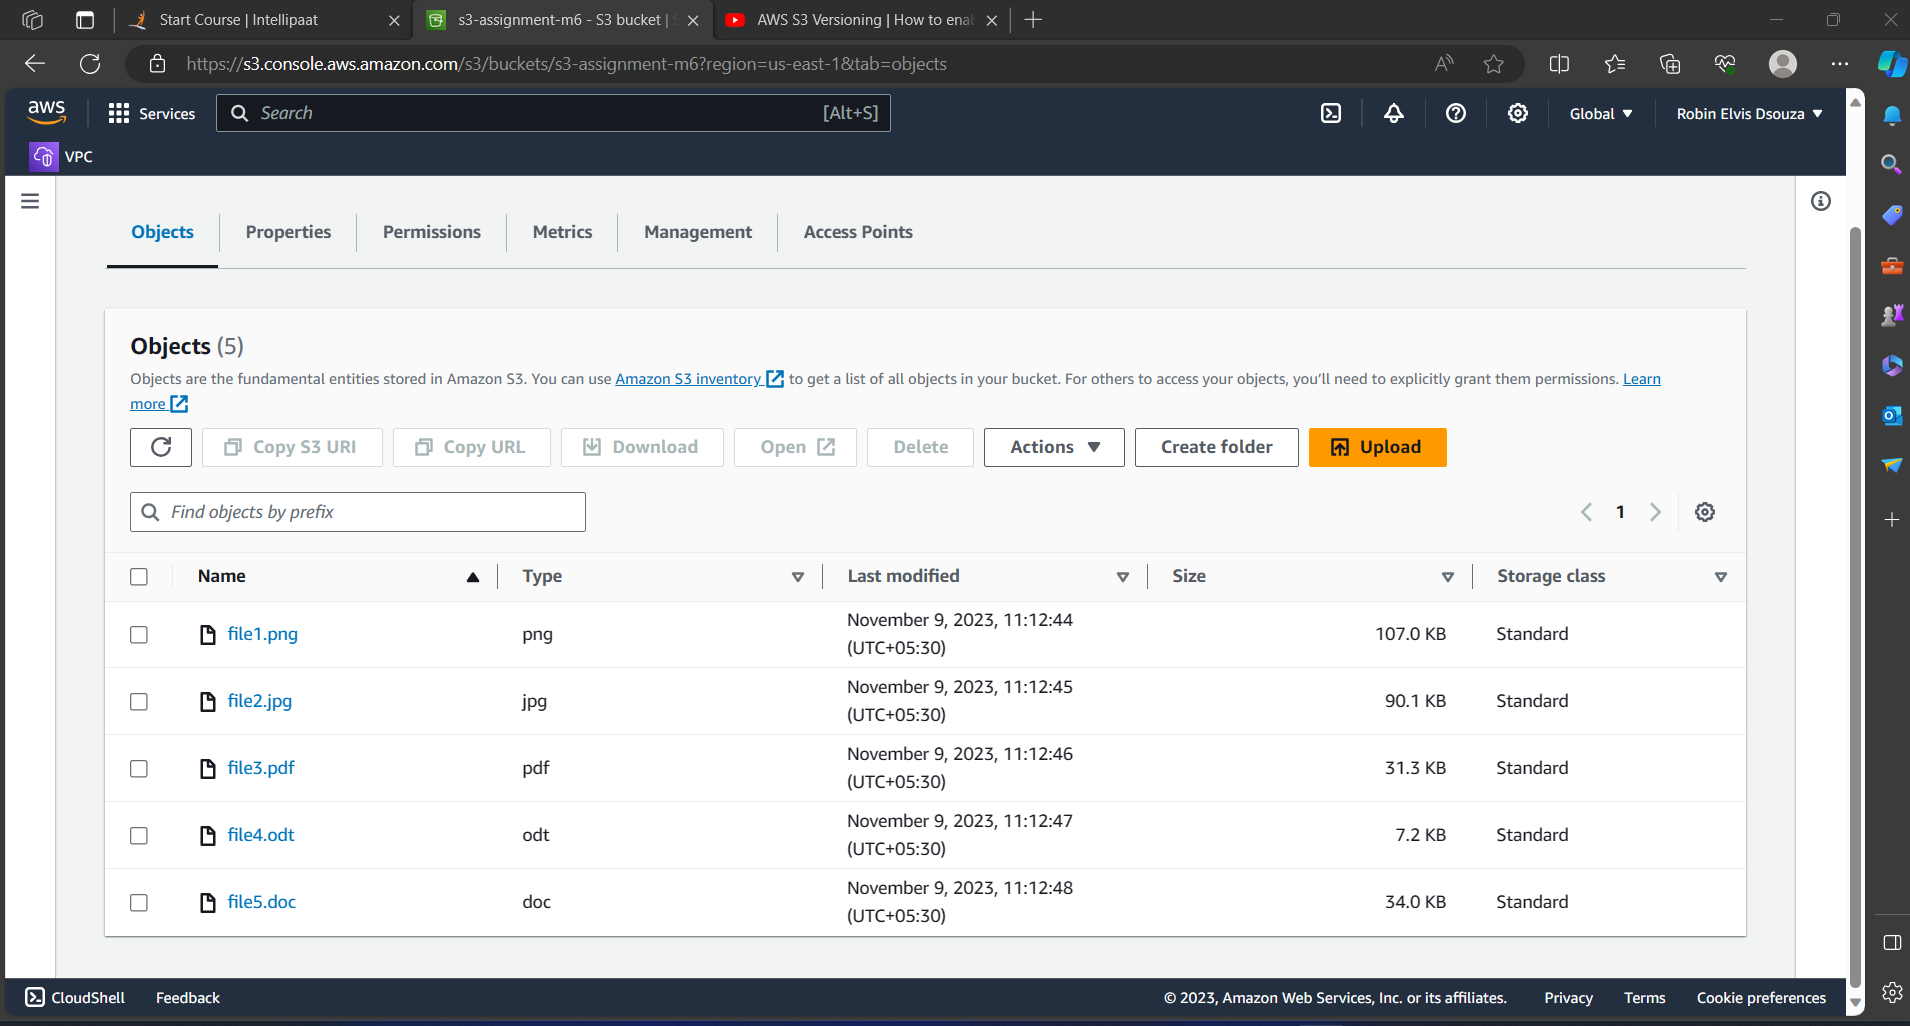 Start Course | Intellipaat
s3-assignment-m6 - S3 bucket |
AWS S3 Versioning | How to ena
https://s3.console.aws.amazon.com/s3/buckets/s3-assignment-m6?region=us-east-1&tab=objects
aws
Services
Search
[Alt+S]
Global
Robin Elvis Dsouza
VPC
Objects
Properties
Permissions
Metrics
Management
Access Points
Objects (5)
Objects are the fundamental entities stored in Amazon S3. You can use Amazon S3 inventory to get a list of all objects in your bucket. For others to access your objects, you'll need to explicitly grant them permissions. Learn
more
Copy S3 URI
Copy URL
Download
Open
Delete
Actions
Create folder
Upload
Find objects by prefix
1
Name
Type
Last modified
Size
Storage class
file1.png
png
November 9, 2023, 11:12:44
(UTC+05:30)
107.0 KB
Standard
file2.jpg
jpg
November 9, 2023, 11:12:45
(UTC+05:30)
90.1 KB
Standard
file3.pdf
pdf
November 9, 2023, 11:12:46
(UTC+05:30)
31.3 KB
Standard
file4.odt
odt
November 9, 2023, 11:12:47
(UTC+05:30)
7.2 KB
Standard
file5.doc
doc
November 9, 2023, 11:12:48
(UTC+05:30)
34.0 KB
Standard
CloudShell
Feedback
© 2023, Amazon Web Services, Inc. or its affiliates.
Privacy
Terms
Cookie preferences